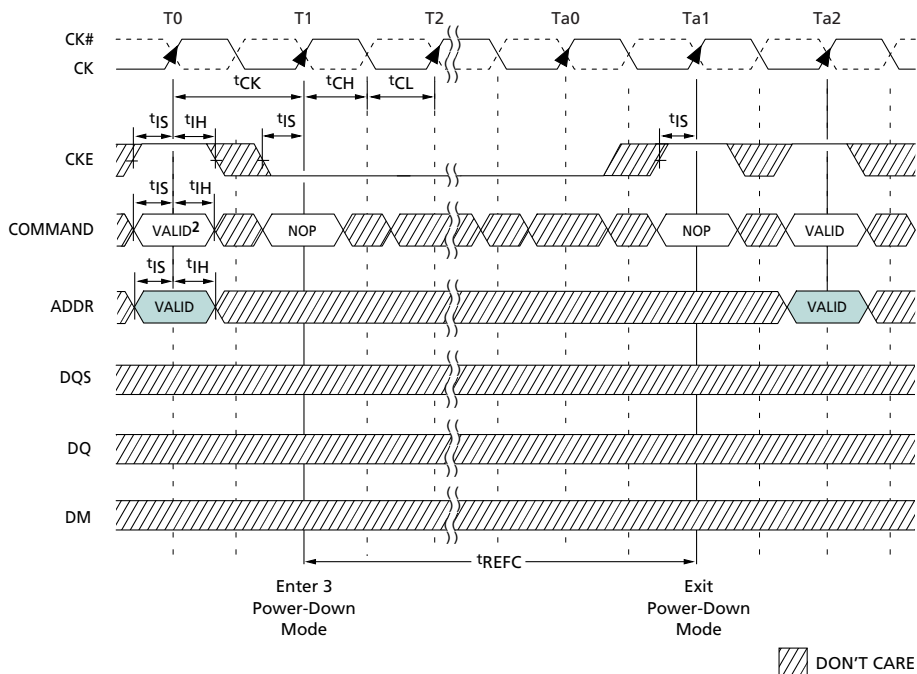 T0 T1 T2 Ta0 Ta1 Ta2
CK#
CK
tCK tCH tCL
tIS tIH tIS tIS
CKE
tIS tIH
COMMAND VALID2 NOP NOP VALID
tIS tIH
ADDR VALID VALID
DQS
DQ
DM
tREFC
Enter 3
Power-Down
Mode
Exit
Power-Down
Mode
DON'T CARE